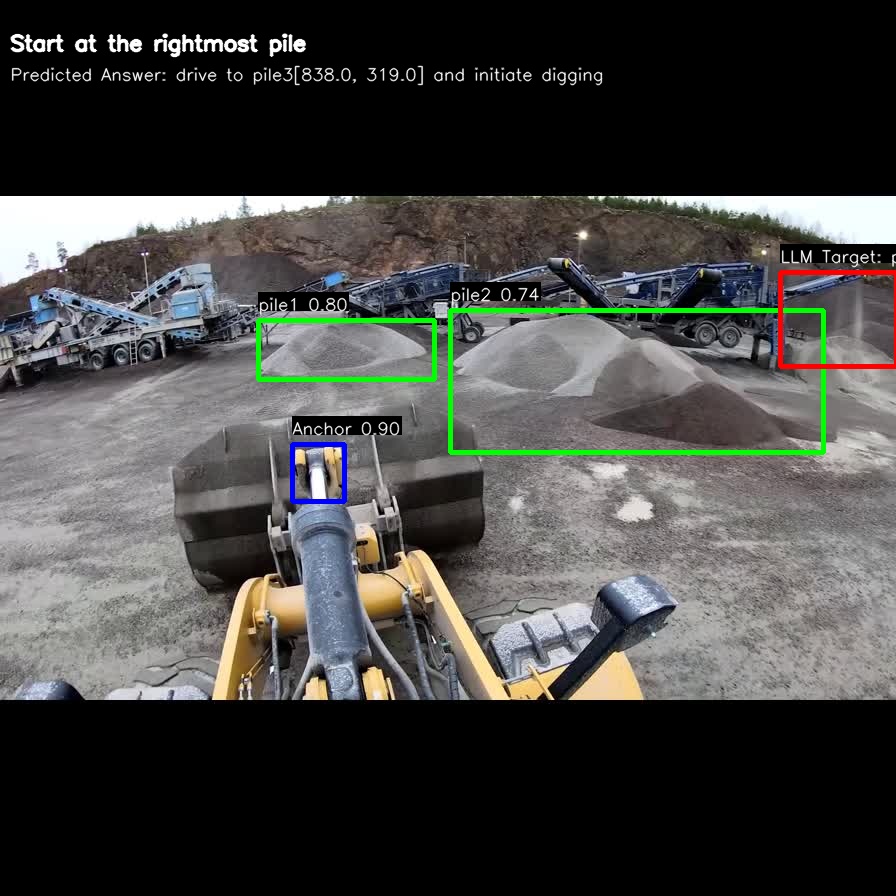 Start at the rightmost pile
Predicted Answer: drive to pile3[838.0, 319.0] and initiate digging
LLM Target: p
pile1 0.80
pile2 0.74
Anchor 0.90